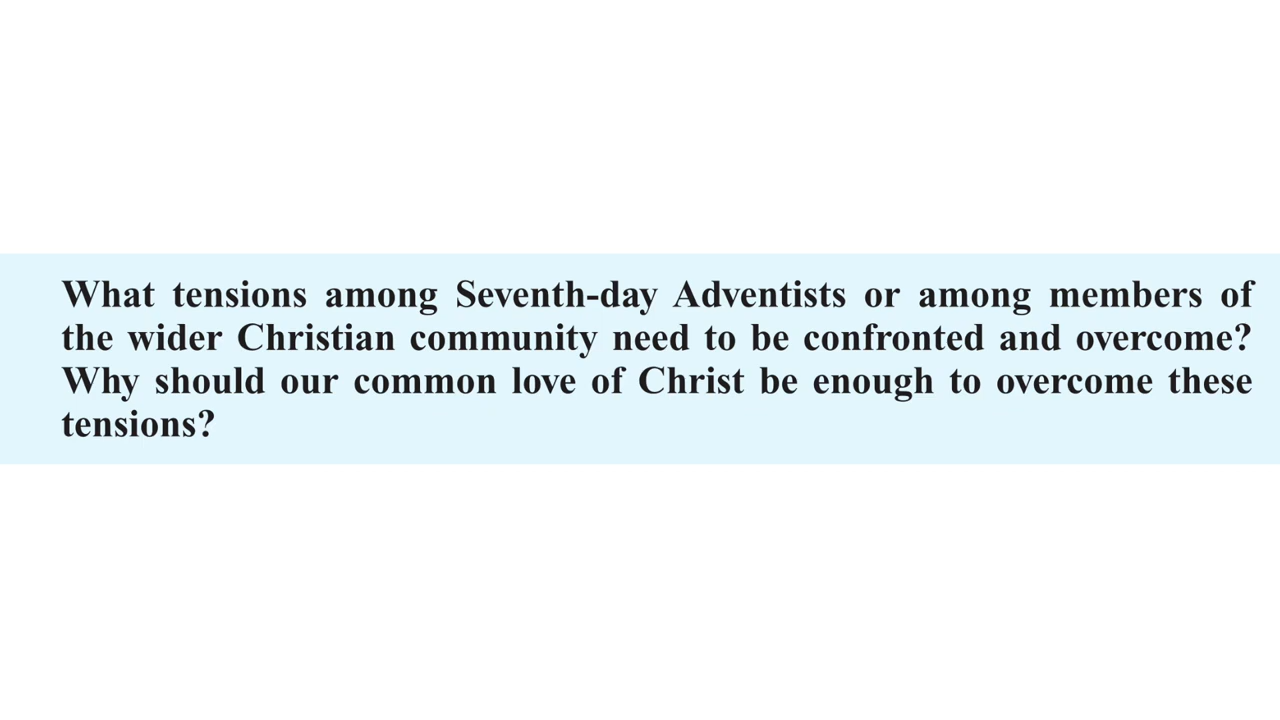 What tensions among Seventh-day Adventists or among members of
the wider Christian community need to be confronted and overcome?
Why should our common love of Christ be enough to overcome these
tensions?